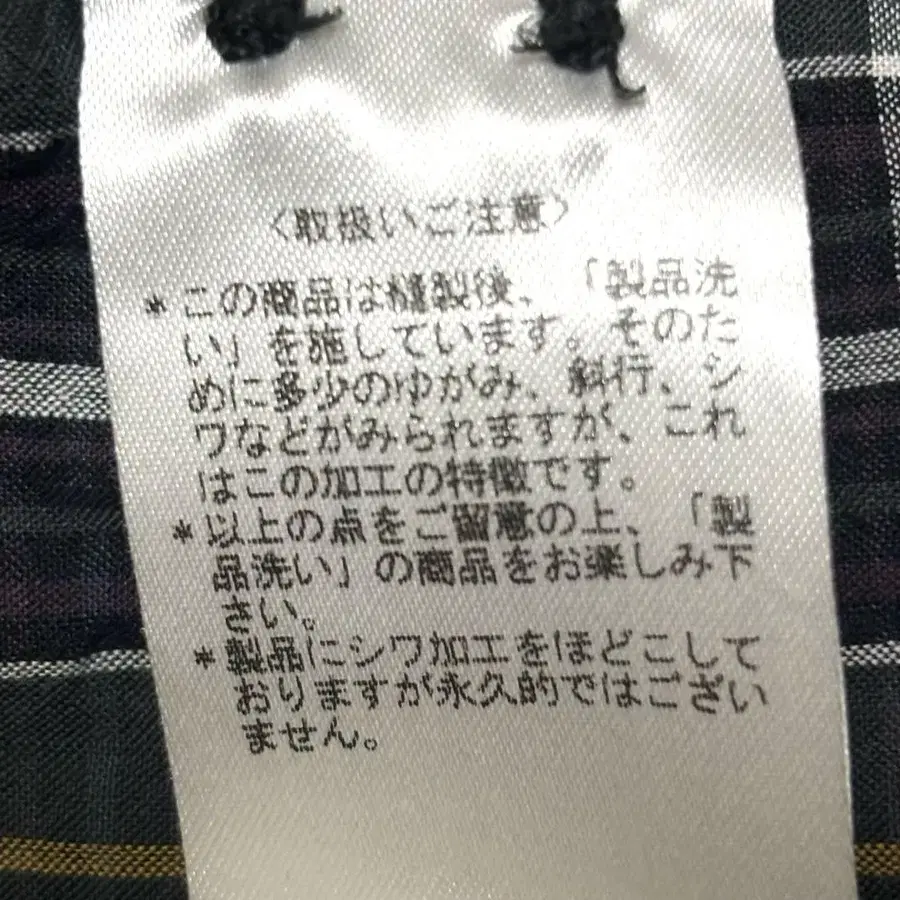 〈取扱いご注意〉
*この商品は縫製後、「製品洗
い」を施しています。そのた
めに多少のゆがみ、斜行、シ
ワなどがみられますが、これ
はこの加工の特徴です。
*以上の点をご留意の上、「製
品洗い」の商品をお楽しみ下
さい。
*製品にシワ加工をほどこして
おりますが永久的ではござい
ません。